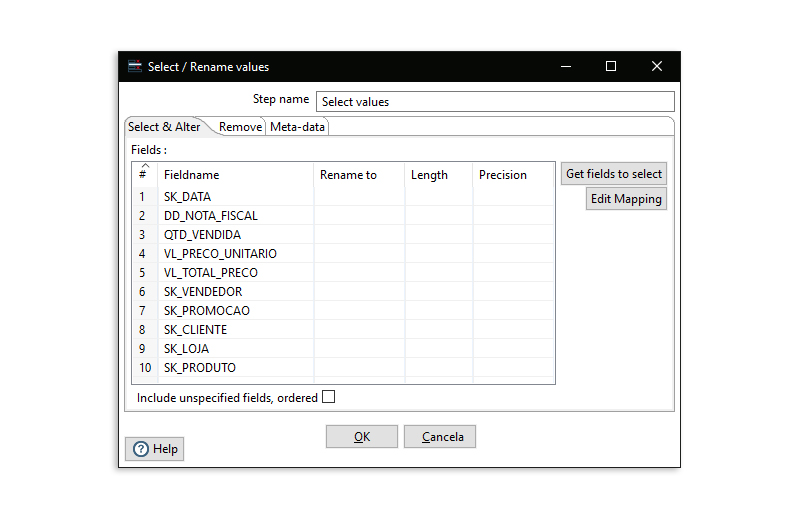 Select / Rename values
Step name Select values
Select & Alter Remove Meta-data
Fields :
# Fieldname Rename to Length Precision
Get fields to select
Edit Mapping
1 SK_DATA
2 DD_NOTA_FISCAL
3 QTD_VENDIDA
4 VL_PRECO_UNITARIO
5 VL_TOTAL_PRECO
6 SK_VENDEDOR
7 SK_PROMOCAO
8 SK_CLIENTE
9 SK_LOJA
10 SK_PRODUTO
Include unspecified fields, ordered
OK Cancela
Help